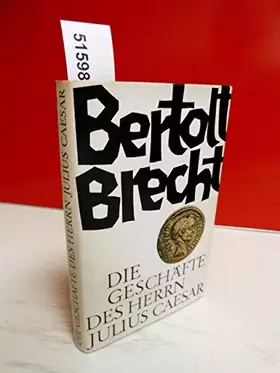 51598
Bertolt
Brecht
DIE
GESCHÄFTE
DES HERRN
JULIUS CAESAR
DIE GESCHÄFTE DES HERRN JULIUS CAESAR